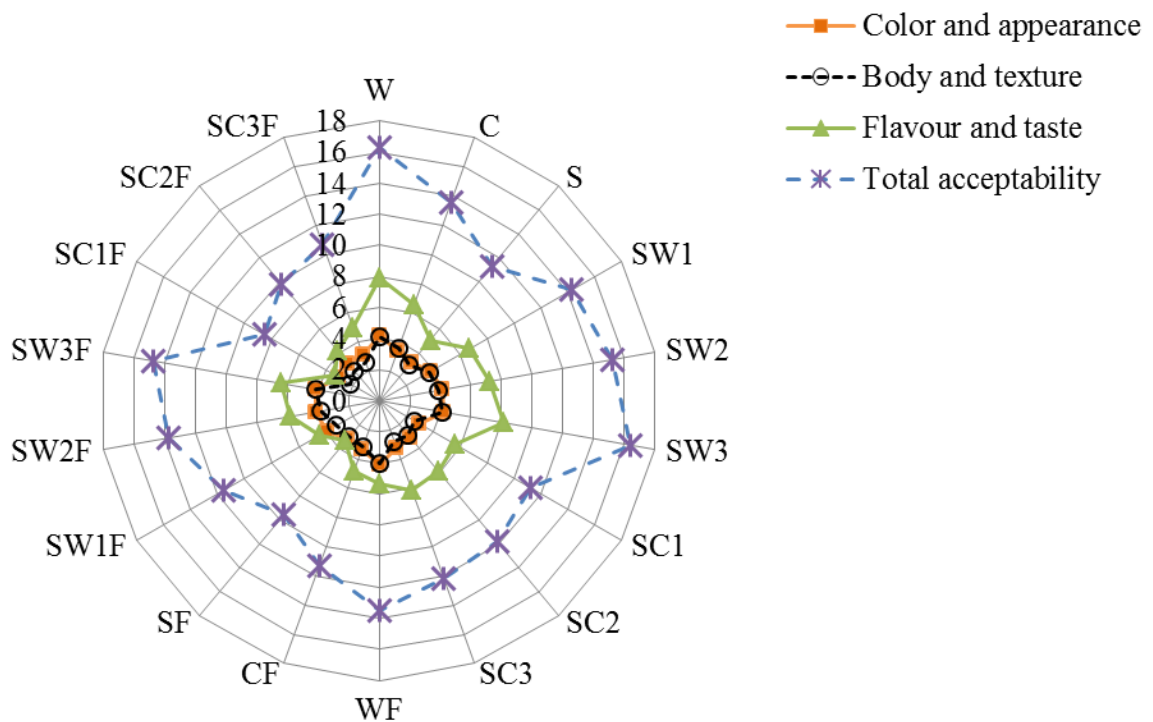 Color and appearance
Body and texture
Flavour and taste
Total acceptability
W
C
S
SW1
SW2
SW3
SC1
SC2
SC3
WF
CF
SF
SW1F
SW2F
SW3F
SC1F
SC2F
SC3F
18
16
14
12
10
8
6
4
2
0